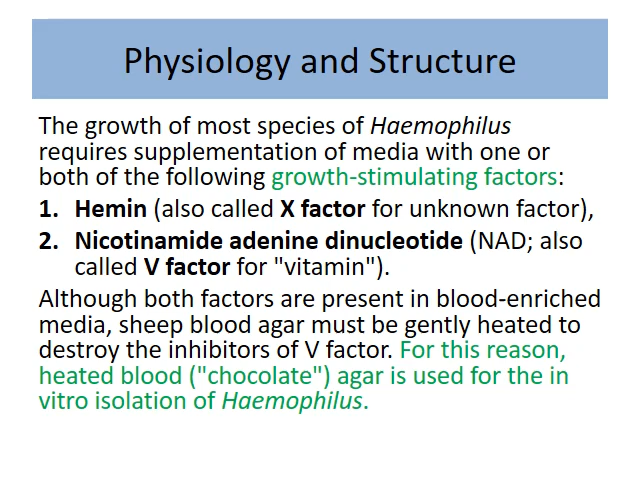 Physiology and Structure
The growth of most species of Haemophilus
requires supplementation of media with one or
both of the following growth-stimulating factors:
1. Hemin (also called X factor for unknown factor),
2. Nicotinamide adenine dinucleotide (NAD; also
called V factor for "vitamin").
Although both factors are present in blood-enriched
media, sheep blood agar must be gently heated to
destroy the inhibitors of V factor. For this reason,
heated blood ("chocolate") agar is used for the in
vitro isolation of Haemophilus.